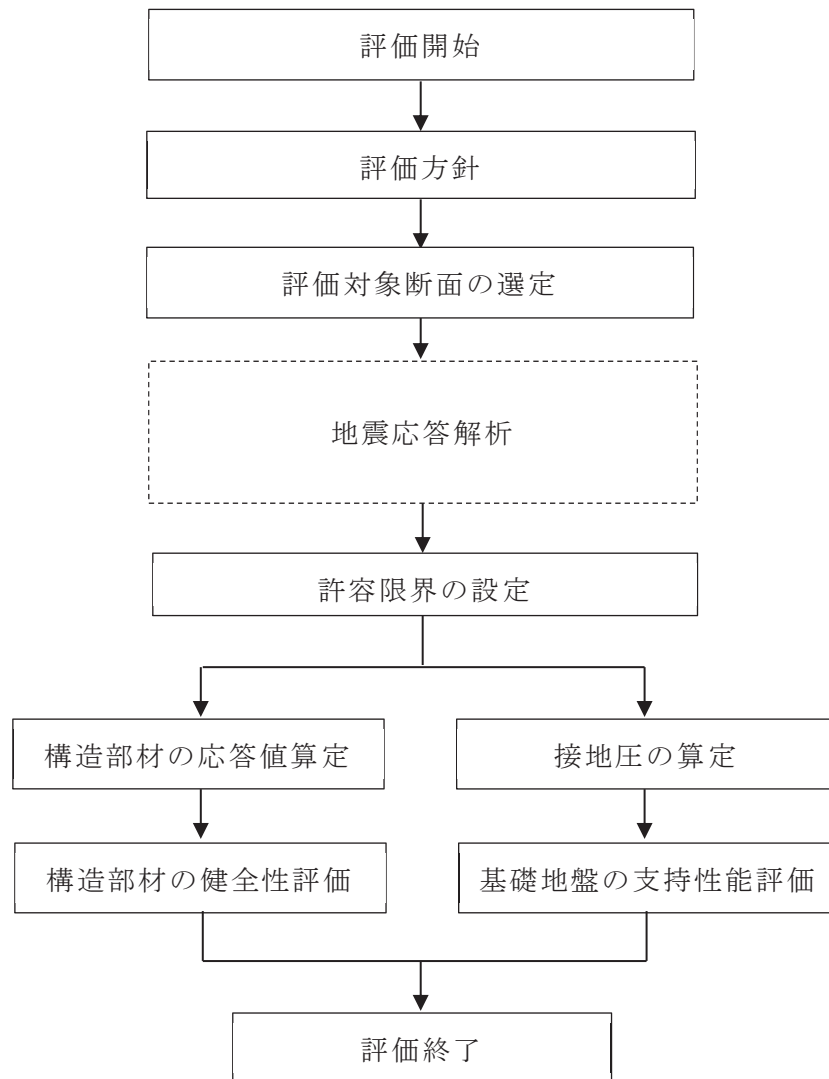 評価開始
評価方針
評価対象断面の選定
地震応答解析
許容限界の設定
構造部材の応答値算定
接地圧の算定
構造部材の健全性評価
基礎地盤の支持性能評価
評価終了